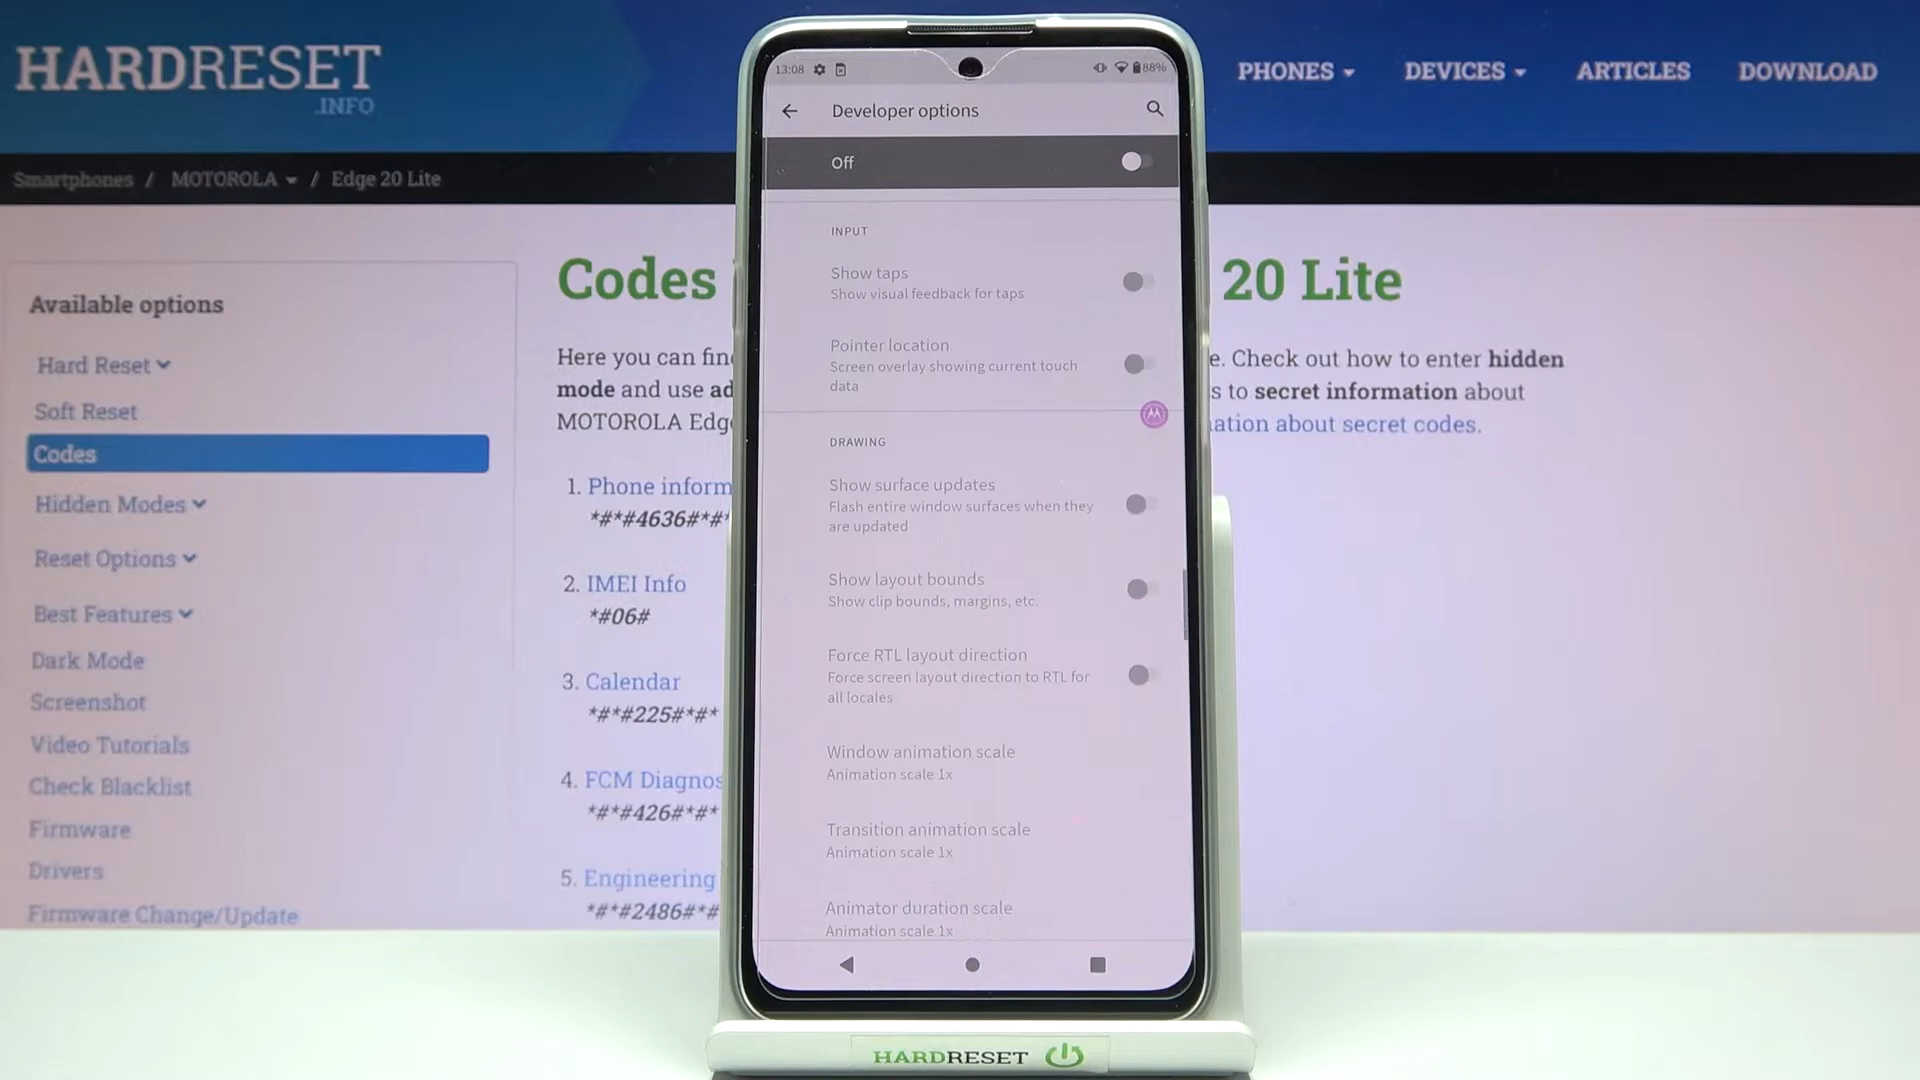 HARDRESET
.INFO
PHONES
DEVICES
ARTICLES
DOWNLOAD
Smartphones / MOTOROLA / Edge 20 Lite
Available options
Hard Reset
Soft Reset
Codes
Hidden Modes
Reset Options
Best Features
Dark Mode
Screenshot
Video Tutorials
Check Blacklist
Firmware
Drivers
Firmware Change/Update
Codes
20 Lite
Here you can
mode and use
MOTOROLA
e. Check out how to enter hidden
s to secret information about
ation about secret codes.
1. Phone inform
*#*#4636#*#*
2. IMEI Info
*#06#
3. Calendar
*#*#225#*#*
4. FCM Diagnos
*#*#426#*#*
5. Engineering
*#*#2486#*#
13:08
88%
Developer options
Off
INPUT
Show taps
Show visual feedback for taps
Pointer location
Screen overlay showing current touch
data
DRAWING
Show surface updates
Flash entire window surfaces when they
are updated
Show layout bounds
Show clip bounds, margins, etc.
Force RTL layout direction
Force screen layout direction to RTL for
all locales
Window animation scale
Animation scale 1x
Transition animation scale
Animation scale 1x
Animator duration scale
Animation scale 1x
HARDRESET